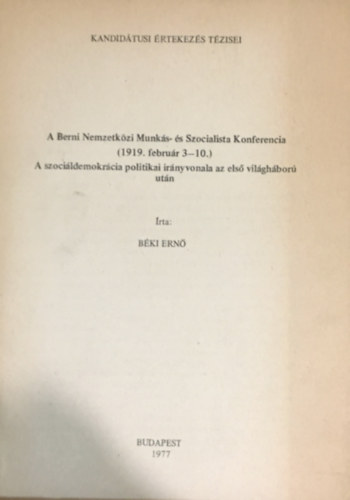 KANDIDÁTUSI ÉRTEKEZÉS TÉZISEI
A Berni Nemzetközi Munkás- és Szocialista Konferencia
(1919. február 3–10.)
A szociáldemokrácia politikai irányvonala az első világháború
után
Írta:
BÉKI ERNŐ
BUDAPEST
1977